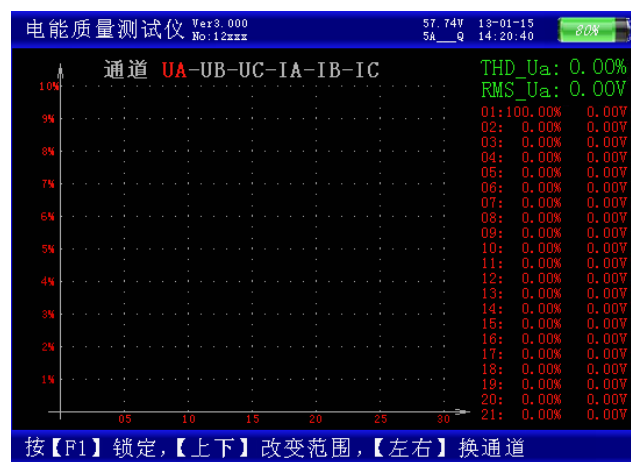 电能质量测试仪 Ver3.000 57.74V 13-01-15 80%
No:12xxx 5A__Q 14:20:40
通道 UA-UB-UC-IA-IB-IC
THD_Ua: 0.00%
RMS_Ua: 0.00V
10%
9%
8%
7%
6%
5%
4%
3%
2%
1%
05 10 15 20 25 30
01:100.00% 0.00V
02: 0.00% 0.00V
03: 0.00% 0.00V
04: 0.00% 0.00V
05: 0.00% 0.00V
06: 0.00% 0.00V
07: 0.00% 0.00V
08: 0.00% 0.00V
09: 0.00% 0.00V
10: 0.00% 0.00V
11: 0.00% 0.00V
12: 0.00% 0.00V
13: 0.00% 0.00V
14: 0.00% 0.00V
15: 0.00% 0.00V
16: 0.00% 0.00V
17: 0.00% 0.00V
18: 0.00% 0.00V
19: 0.00% 0.00V
20: 0.00% 0.00V
21: 0.00% 0.00V
按【F1】锁定,【上下】改变范围,【左右】换通道